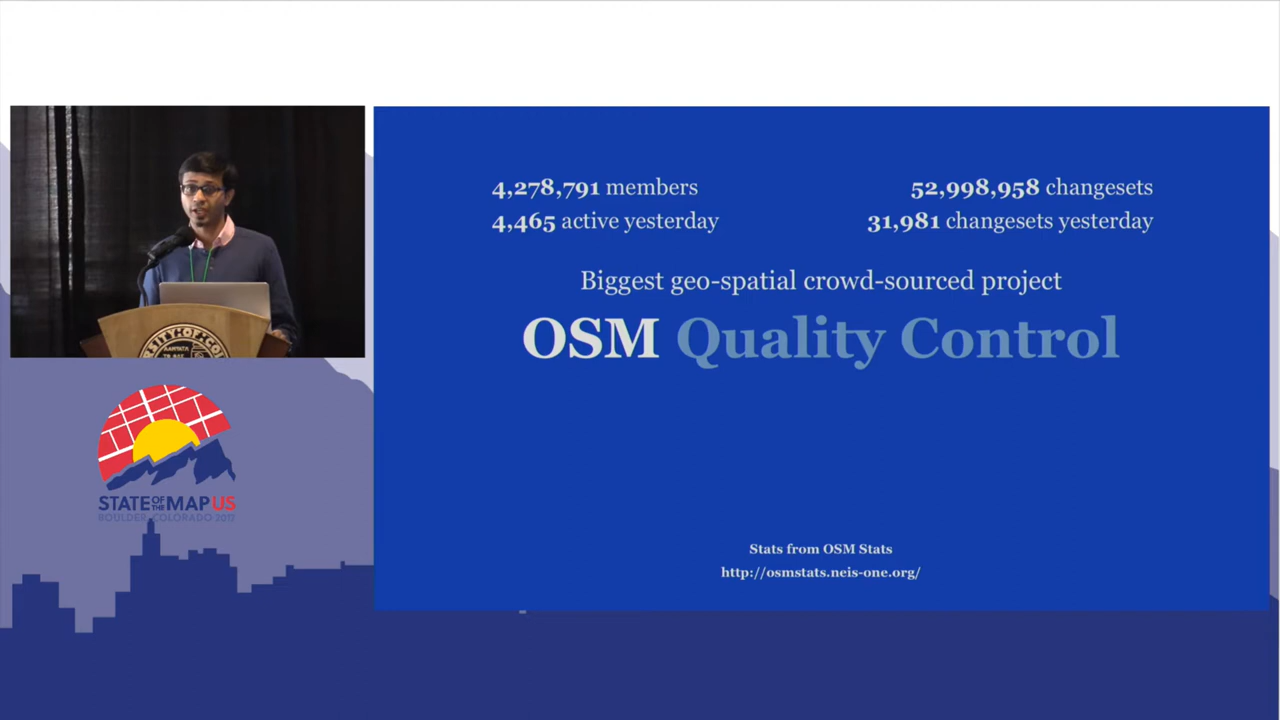 4,278,791 members
4,465 active yesterday
52,998,958 changesets
31,981 changesets yesterday
Biggest geo-spatial crowd-sourced project
OSM Quality Control
Stats from OSM Stats
http://osmstats.neis-one.org/
STATE OF THE MAP US
BOULDER, COLORADO 2017